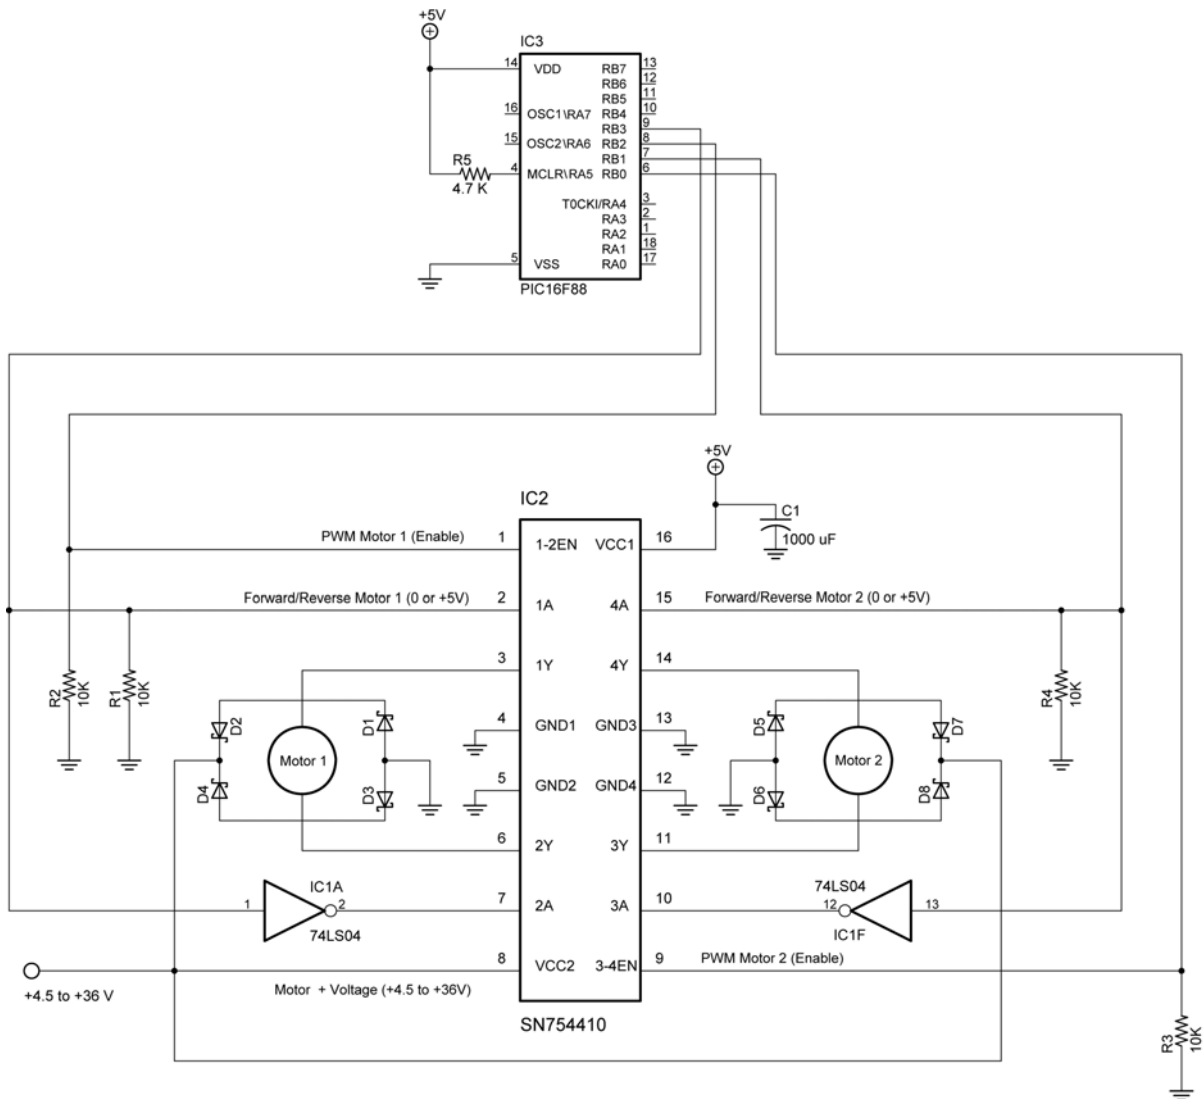 +5V
IC3
14 VDD RB7 13
RB6 12
RB5 11
16 OSC1\RA7 RB4 10
RB3 9
15 OSC2\RA6 RB2 8
RB1 7
R5
4.7 K
4 MCLR\RA5 RB0 6
T0CKI/RA4 3
RA3 2
RA2 1
RA1 18
5 VSS RA0 17
PIC16F88
+5V
IC2
C1
1000 uF
PWM Motor 1 (Enable) 1 1-2EN VCC1 16
Forward/Reverse Motor 1 (0 or +5V) 2 1A 4A 15 Forward/Reverse Motor 2 (0 or +5V)
3 1Y 4Y 14
R2 10K
R1 10K
R4 10K
D2
D1
4 GND1 GND3 13
D5
D7
Motor 1
Motor 2
D4
D3
5 GND2 GND4 12
D6
D8
6 2Y 3Y 11
IC1A
74LS04
1 2 7 2A 3A 10 12 13
74LS04
IC1F
8 VCC2 3-4EN 9 PWM Motor 2 (Enable)
+4.5 to +36 V
Motor + Voltage (+4.5 to +36V)
SN754410
R3 10K